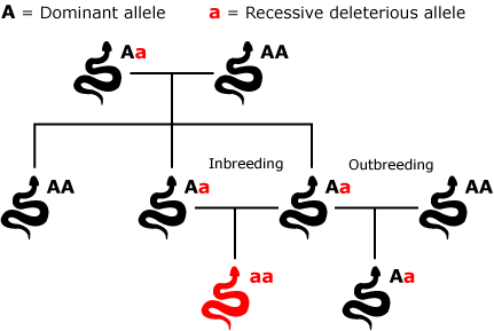 A = Dominant allele a = Recessive deleterious allele
Aa AA
Inbreeding Outbreeding
AA Aa Aa AA
aa Aa